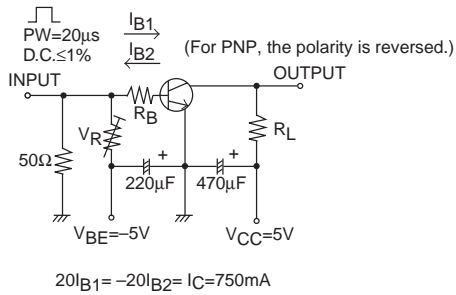 PW=20μs
D.C.≤1%
IB1
IB2
(For PNP, the polarity is reversed.)
INPUT
OUTPUT
RB
VR
RL
50Ω
+
220μF
+
470μF
VBE=–5V
VCC=5V
20IB1= –20IB2= IC=750mA